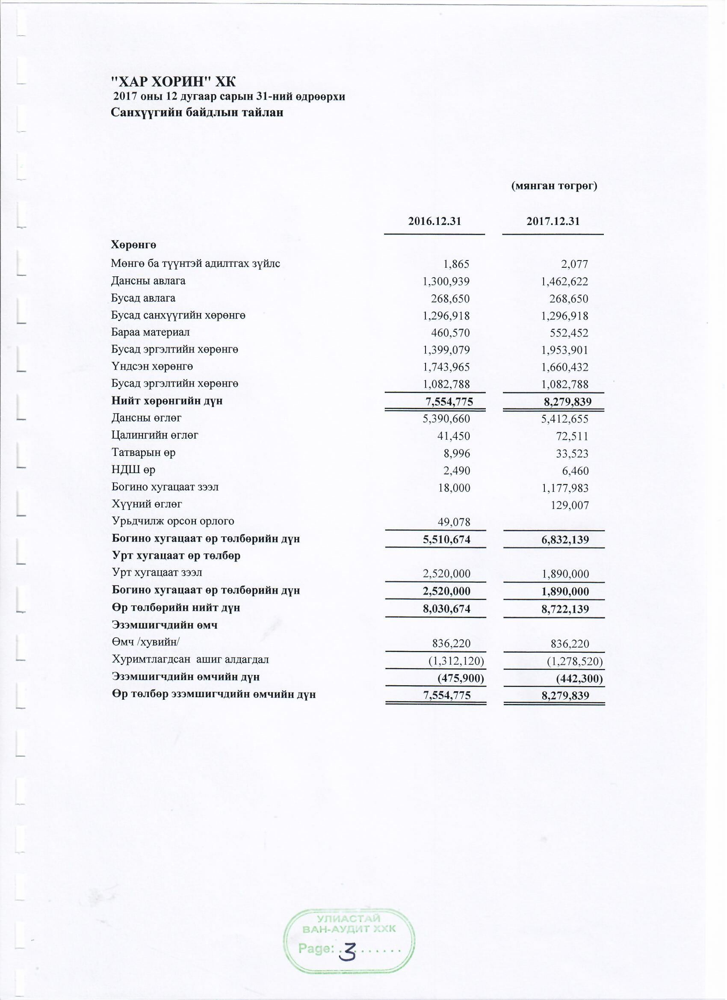 "ХАР ХОРИН" ХК
2017 оны 12 дугаар сарын 31-ний өдрөөрхи
Санхүүгийн байдлын тайлан
(мянган төгрөг)
2016.12.31 2017.12.31
Хөрөнгө
Мөнгө ба түүнтэй адилтгах зүйлс 1,865 2,077
Дансны авлага 1,300,939 1,462,622
Бусад авлага 268,650 268,650
Бусад санхүүгийн хөрөнгө 1,296,918 1,296,918
Бараа материал 460,570 552,452
Бусад эргэлтийн хөрөнгө 1,399,079 1,953,901
Үндсэн хөрөнгө 1,743,965 1,660,432
Бусад эргэлтийн хөрөнгө 1,082,788 1,082,788
Нийт хөрөнгийн дүн 7,554,775 8,279,839
Дансны өглөг 5,390,660 5,412,655
Цалингийн өглөг 41,450 72,511
Татварын өр 8,996 33,523
НДШ өр 2,490 6,460
Богино хугацаат зээл 18,000 1,177,983
Хүүний өглөг 129,007
Урьдчилж орсон орлого 49,078
Богино хугацаат өр төлбөрийн дүн 5,510,674 6,832,139
Урт хугацаат өр төлбөр
Урт хугацаат зээл 2,520,000 1,890,000
Богино хугацаат өр төлбөрийн дүн 2,520,000 1,890,000
Өр төлбөрийн нийт дүн 8,030,674 8,722,139
Эзэмшигчдийн өмч
Өмч /хувийн/ 836,220 836,220
Хуримтлагдсан ашиг алдагдал (1,312,120) (1,278,520)
Эзэмшигчдийн өмчийн дүн (475,900) (442,300)
Өр төлбөр эзэмшигчдийн өмчийн дүн 7,554,775 8,279,839
УЛИАСТАЙ
ВАН-АУДИТ ХХК
Page: 3